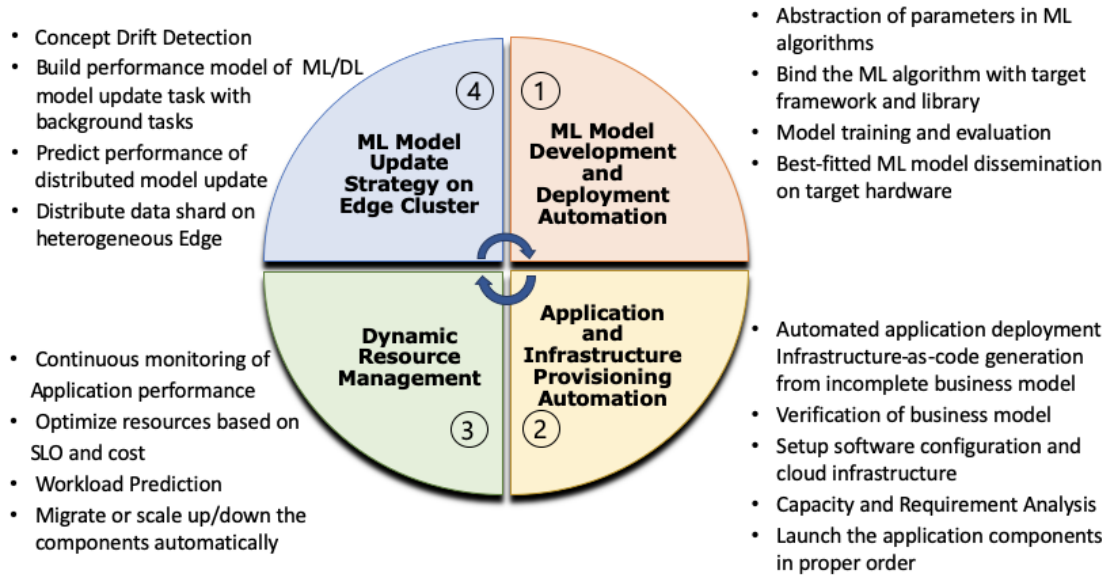 • Concept Drift Detection
• Build performance model of ML/DL
model update task with
background tasks
• Predict performance of
distributed model update
• Distribute data shard on
heterogeneous Edge
④
ML Model
Update
Strategy on
Edge Cluster
①
ML Model
Development
and
Deployment
Automation
• Abstraction of parameters in ML
algorithms
• Bind the ML algorithm with target
framework and library
• Model training and evaluation
• Best-fitted ML model dissemination
on target hardware
• Continuous monitoring of
Application performance
• Optimize resources based on
SLO and cost
• Workload Prediction
• Migrate or scale up/down the
components automatically
Dynamic
Resource
Management
③
Application
and
Infrastructure
Provisioning
Automation
②
• Automated application deployment
Infrastructure-as-code generation
from incomplete business model
• Verification of business model
• Setup software configuration and
cloud infrastructure
• Capacity and Requirement Analysis
• Launch the application components
in proper order